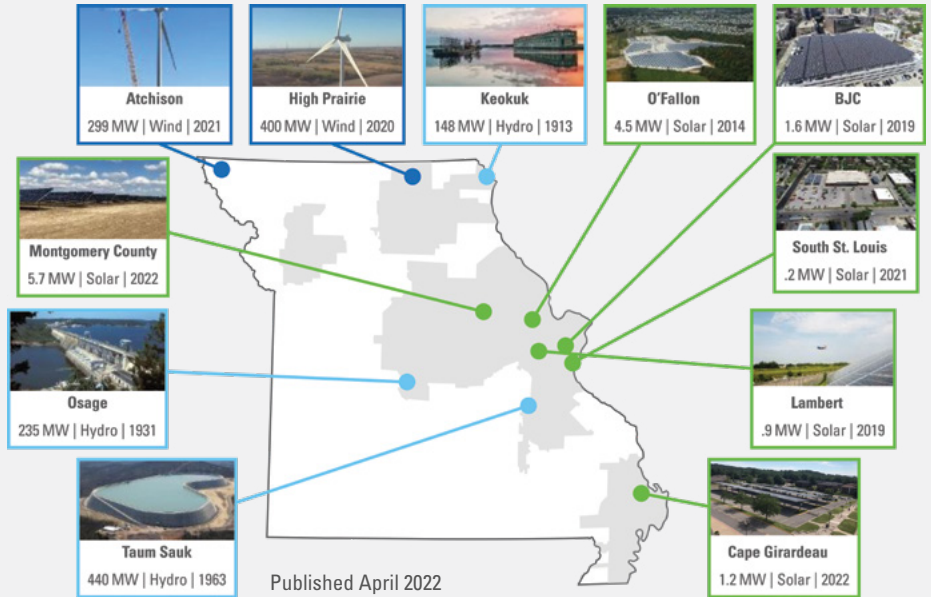 Atchison
299 MW | Wind | 2021
High Prairie
400 MW | Wind | 2020
Keokuk
148 MW | Hydro | 1913
O'Fallon
4.5 MW | Solar | 2014
BJC
1.6 MW | Solar | 2019
Montgomery County
5.7 MW | Solar | 2022
South St. Louis
.2 MW | Solar | 2021
Osage
235 MW | Hydro | 1931
Lambert
.9 MW | Solar | 2019
Taum Sauk
440 MW | Hydro | 1963
Cape Girardeau
1.2 MW | Solar | 2022
Published April 2022